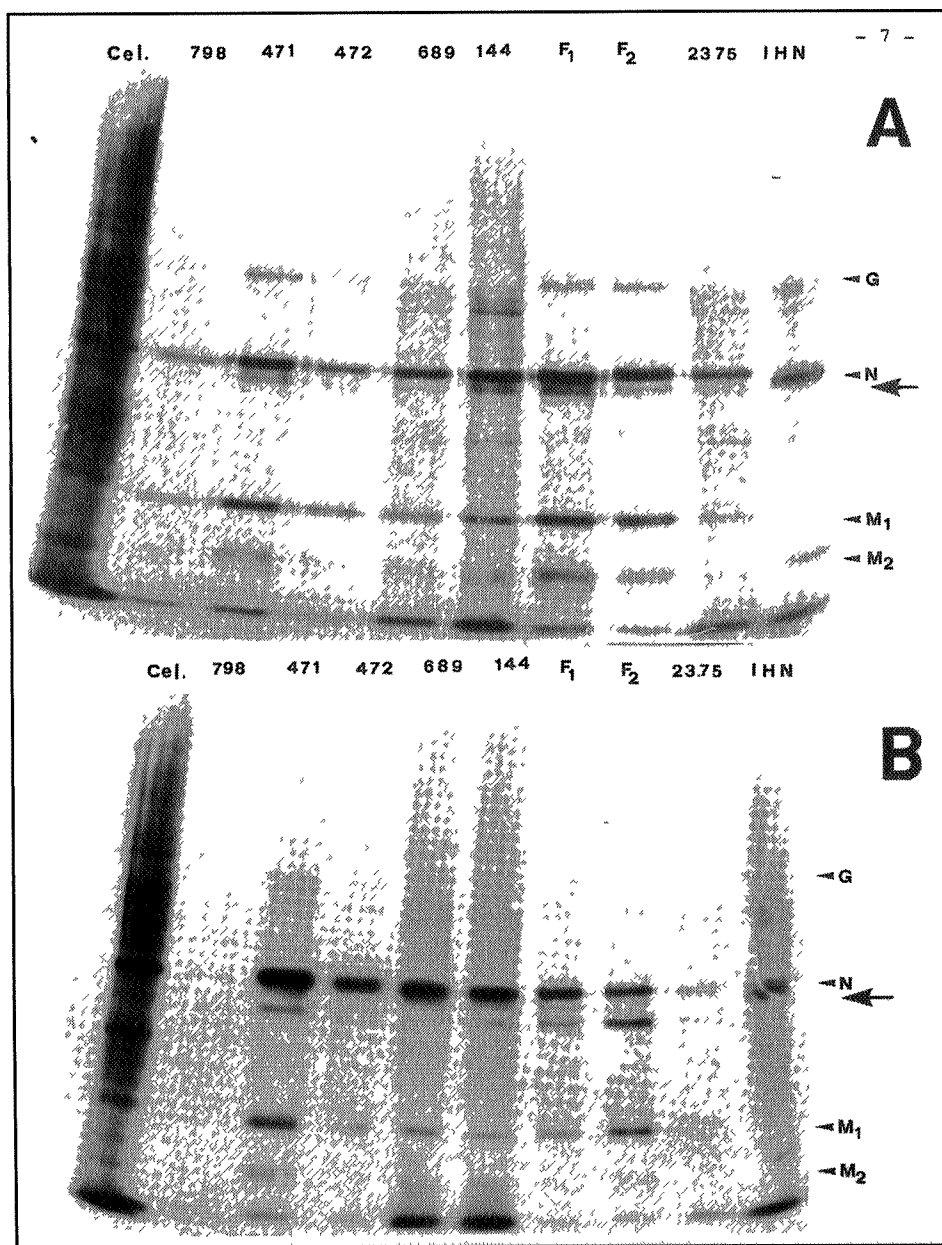 - 7 -
Cel. 798 471 472 689 144 F1 F2 2375 IHN
A
G
N
M1
M2
Cel. 798 471 472 689 144 F1 F2 23.75 IHN
B
G
N
M1
M2